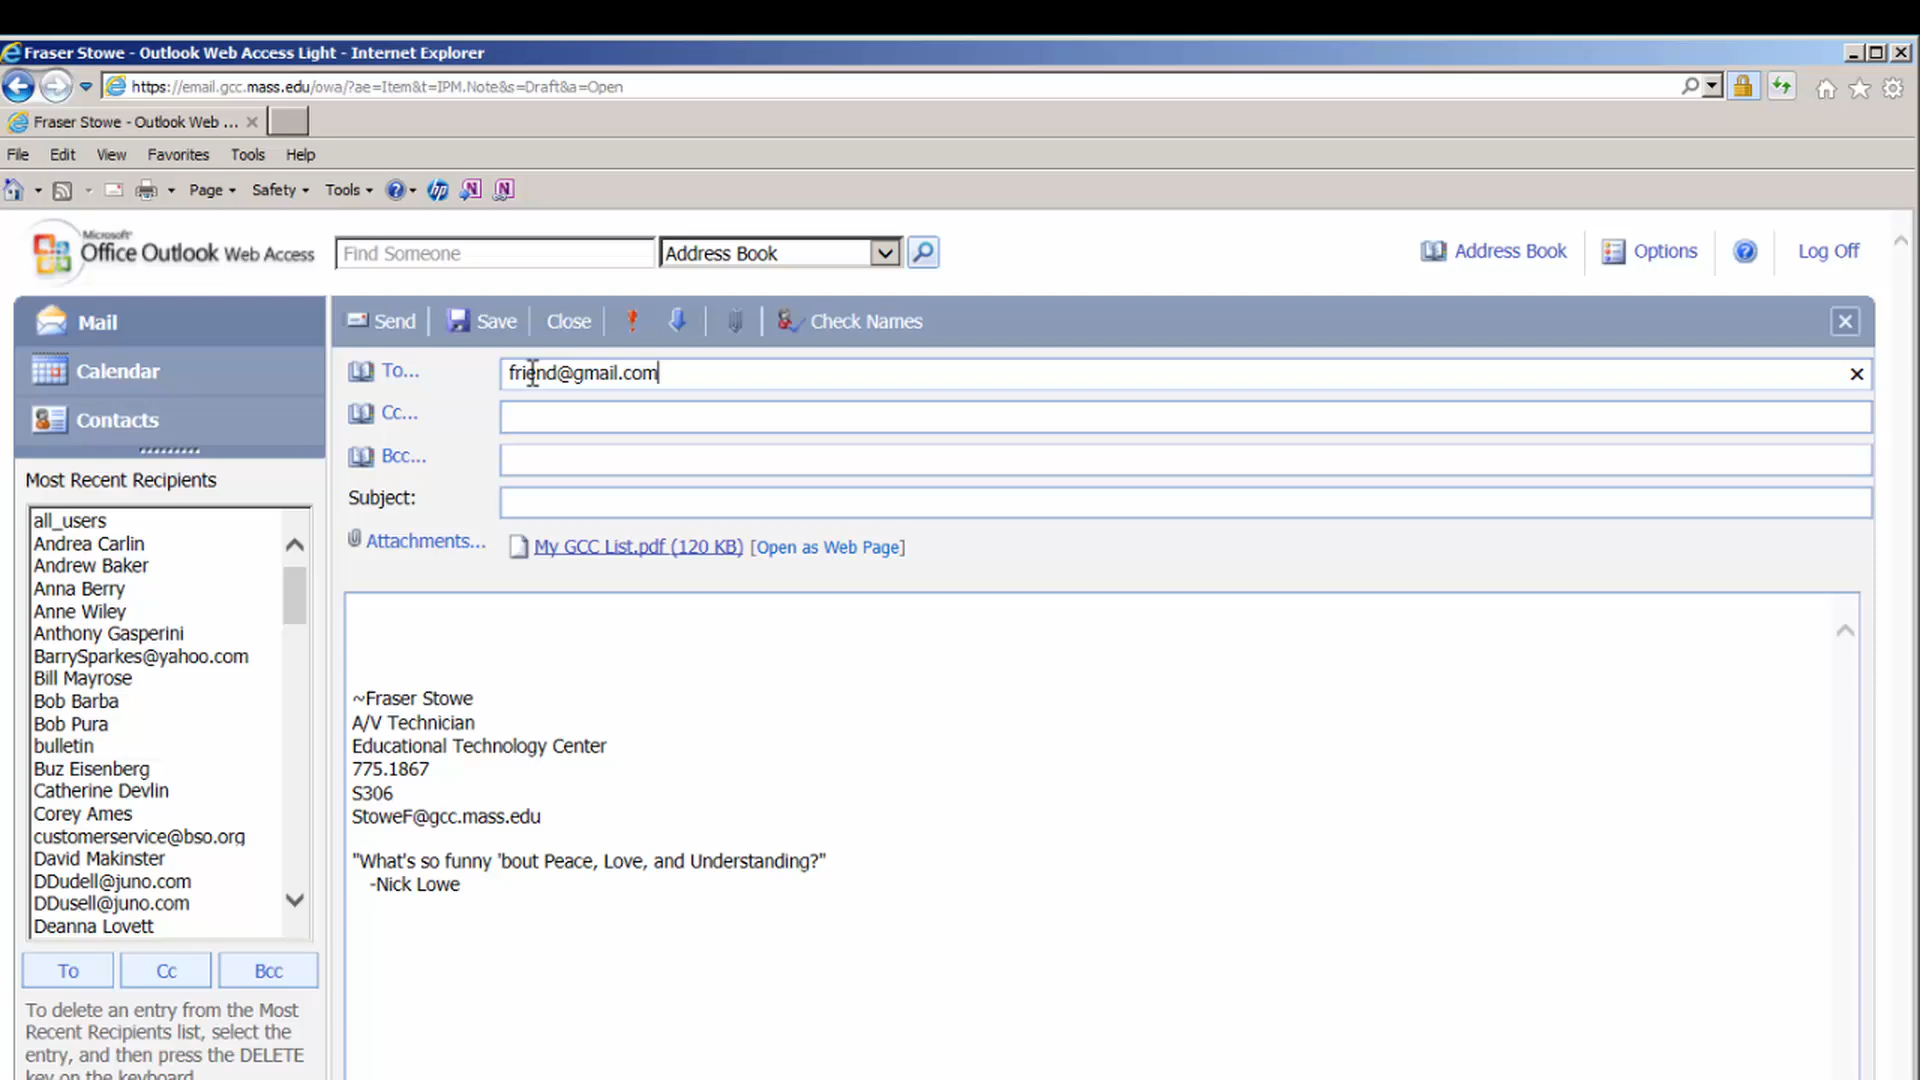 Fraser Stowe - Outlook Web Access Light - Internet Explorer
https://email.gcc.mass.edu/owa/?ae=Item&t=IPM.Note&s=Draft&a=Open
Fraser Stowe - Outlook Web ...
File Edit View Favorites Tools Help
Page Safety Tools
Microsoft
Office Outlook Web Access
Find Someone
Address Book
Address Book
Options
Log Off
Mail
Calendar
Contacts
Most Recent Recipients
all_users
Andrea Carlin
Andrew Baker
Anna Berry
Anne Wiley
Anthony Gasperini
BarrySparkes@yahoo.com
Bill Mayrose
Bob Barba
Bob Pura
bulletin
Buz Eisenberg
Catherine Devlin
Corey Ames
customerservice@bso.org
David Makinster
DDudell@juno.com
DDusell@juno.com
Deanna Lovett
To Cc Bcc
To delete an entry from the Most
Recent Recipients list, select the
entry, and then press the DELETE
key on the keyboard
Send Save Close Check Names
To... friend@gmail.com
Cc...
Bcc...
Subject:
Attachments... My GCC List.pdf (120 KB) [Open as Web Page]
~Fraser Stowe
A/V Technician
Educational Technology Center
775.1867
S306
StoweF@gcc.mass.edu
"What's so funny 'bout Peace, Love, and Understanding?"
-Nick Lowe